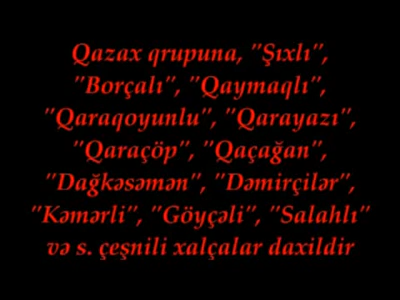 Qazax qrupuna, "Şıxlı",
"Borçalı", "Qaymaqlı",
"Qaraqoyunlu", "Qarayazı",
"Qaraçöp", "Qaçağan",
"Dağkəsəmən", "Dəmirçilər",
"Kəmərli", "Göyçəli", "Salahlı"
və s. çeşnili xalçalar daxildir